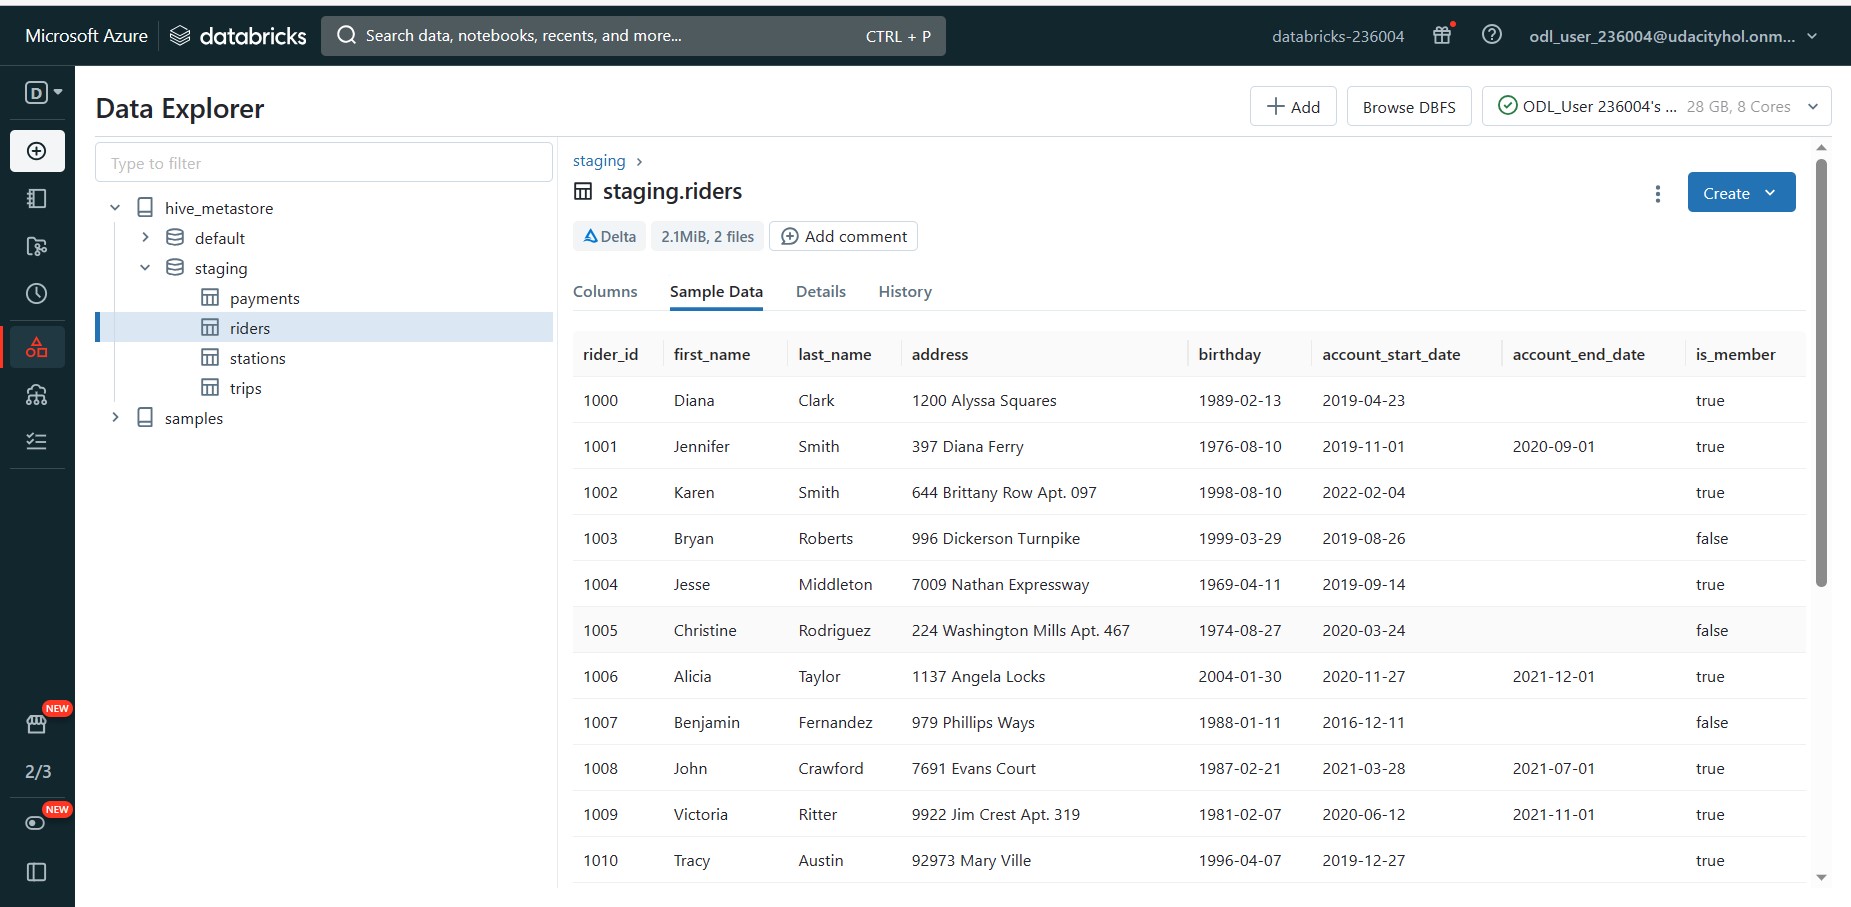 Microsoft Azure databricks Search data, notebooks, recents, and more... CTRL + P databricks-236004 odl_user_236004@udacityhol.onm...
D
Data Explorer
Add Browse DBFS ODL_User 236004's ... 28 GB, 8 Cores
Type to filter
hive_metastore
default
staging
payments
riders
stations
trips
samples
NEW
2/3
NEW
staging
staging.riders
Create
Delta 2.1MiB, 2 files Add comment
Columns Sample Data Details History
rider_id first_name last_name address birthday account_start_date account_end_date is_member
1000 Diana Clark 1200 Alyssa Squares 1989-02-13 2019-04-23 true
1001 Jennifer Smith 397 Diana Ferry 1976-08-10 2019-11-01 2020-09-01 true
1002 Karen Smith 644 Brittany Row Apt. 097 1998-08-10 2022-02-04 true
1003 Bryan Roberts 996 Dickerson Turnpike 1999-03-29 2019-08-26 false
1004 Jesse Middleton 7009 Nathan Expressway 1969-04-11 2019-09-14 true
1005 Christine Rodriguez 224 Washington Mills Apt. 467 1974-08-27 2020-03-24 false
1006 Alicia Taylor 1137 Angela Locks 2004-01-30 2020-11-27 2021-12-01 true
1007 Benjamin Fernandez 979 Phillips Ways 1988-01-11 2016-12-11 false
1008 John Crawford 7691 Evans Court 1987-02-21 2021-03-28 2021-07-01 true
1009 Victoria Ritter 9922 Jim Crest Apt. 319 1981-02-07 2020-06-12 2021-11-01 true
1010 Tracy Austin 92973 Mary Ville 1996-04-07 2019-12-27 true